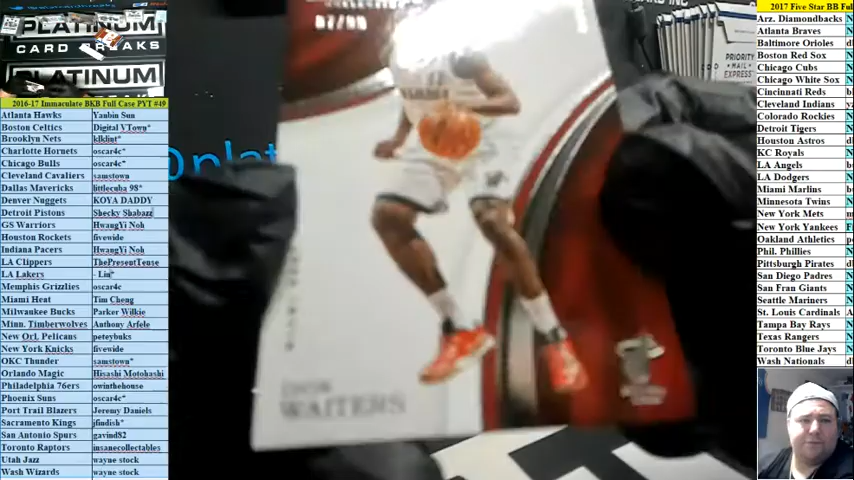 PLATINUM
CARD BREAKS
PLATINUM
2016-17 Immaculate BKB Full Case PYT #49
Atlanta Hawks Yanbin Sun
Boston Celtics Digital VTown*
Brooklyn Nets klklint*
Charlotte Hornets oscar4c*
Chicago Bulls oscar4c*
Cleveland Cavaliers samstown
Dallas Mavericks littlecuba 98*
Denver Nuggets KOYA DADDY
Detroit Pistons Shecky Shabazz
GS Warriors HwangYi Noh
Houston Rockets fivewide
Indiana Pacers HwangYi Noh
LA Clippers ThePresentTense
LA Lakers - Lin*
Memphis Grizzlies oscar4c
Miami Heat Tim Cheng
Milwaukee Bucks Parker Wilkie
Minn. Timberwolves Anthony Arfele
New Orl. Pelicans peteybuks
New York Knicks fivewide
OKC Thunder samstown*
Orlando Magic Hisashi Motohashi
Philadelphia 76ers owinthehouse
Phoenix Suns oscar4c*
Port Trail Blazers Jeremy Daniels
Sacramento Kings jfindish*
San Antonio Spurs gavind82
Toronto Raptors insanecollectables
Utah Jazz wayne stock
Wash Wizards wayne stock
WAITERS
PRIORITY
MAIL
EXPRESS
2017 Five Star BB Ful
Arz. Diamondbacks N
Atlanta Braves N
Baltimore Orioles d
Boston Red Sox N
Chicago Cubs N
Chicago White Sox N
Cincinnati Reds b
Cleveland Indians
Colorado Rockies N
Detroit Tigers N
Houston Astros d
KC Royals N
LA Angels b
LA Dodgers N
Miami Marlins b
Minnesota Twins N
New York Mets
New York Yankees F
Oakland Athletics
Phil. Phillies N
Pittsburgh Pirates d
San Diego Padres N
San Fran Giants N
Seattle Mariners N
St. Louis Cardinals A
Tampa Bay Rays N
Texas Rangers N
Toronto Blue Jays N
Wash Nationals d